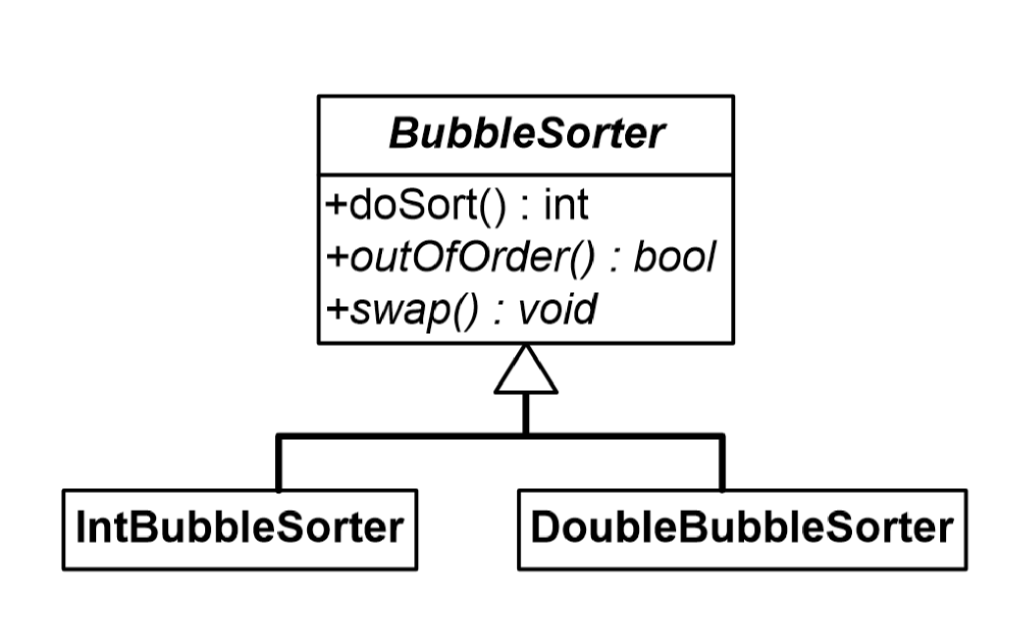 BubbleSorter
+doSort() : int
+outOfOrder() : bool
+swap() : void
IntBubbleSorter
DoubleBubbleSorter